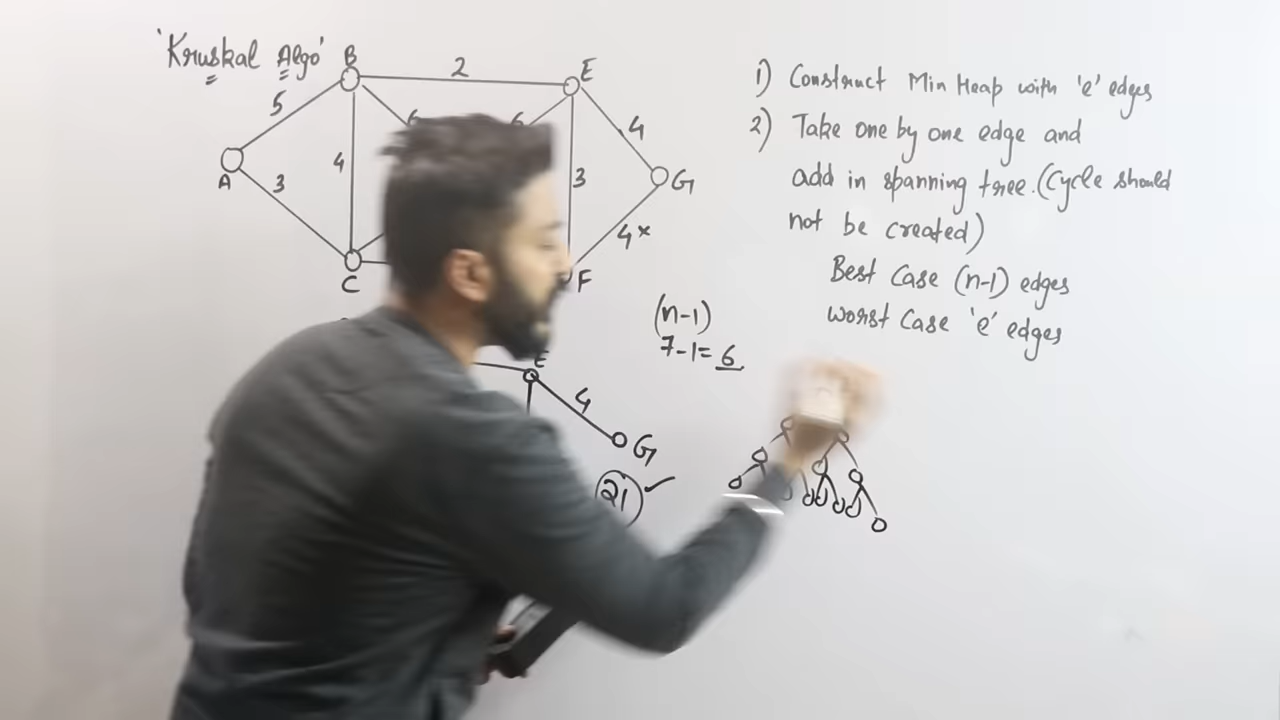 'Kruskal Algo'
B
2
E
5
6
6
4
4
3
A
3
G
4×
C
F
E
4
G
21 ✓
(n-1)
7-1=6
1) Construct Min Heap with 'e' edges
2) Take one by one edge and
add in spanning tree.(Cycle should
not be created)
Best Case (n-1) edges
worst Case 'e' edges